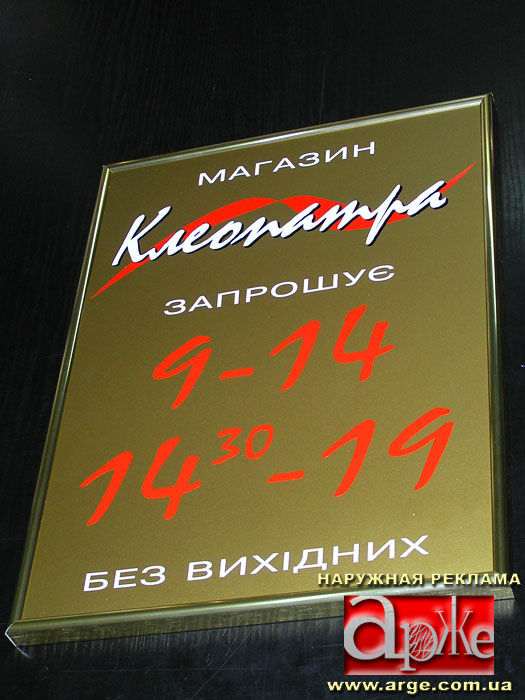 МАГАЗИН
Клеопатра
ЗАПРОШУЄ
9-14
14³⁰-19
БЕЗ ВИХІДНИХ
НАРУЖНАЯ РЕКЛАМА
арже
www.arge.com.ua